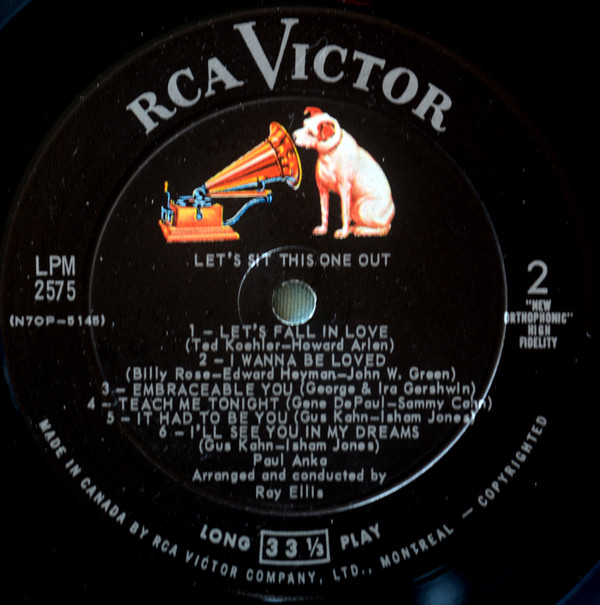 RCA VICTOR
LET'S SIT THIS ONE OUT
LPM
2575
(N7OP-5145)
2
"NEW
ORTHOPHONIC"
HIGH
FIDELITY
1 – LET'S FALL IN LOVE
(Ted Koehler–Howard Arlen)
2 – I WANNA BE LOVED
(Billy Rose–Edward Heyman–John W. Green)
3 – EMBRACEABLE YOU (George & Ira Gershwin)
4 – TEACH ME TONIGHT (Gene DePaul–Sammy Cahn)
5 – IT HAD TO BE YOU (Gus Kahn–Isham Jones)
6 – I'LL SEE YOU IN MY DREAMS
(Gus Kahn–Isham Jones)
Paul Anka
Arranged and conducted by
Ray Ellis
LONG 33 ⅓ PLAY
MADE IN CANADA BY RCA VICTOR COMPANY, LTD., MONTREAL – COPYRIGHTED